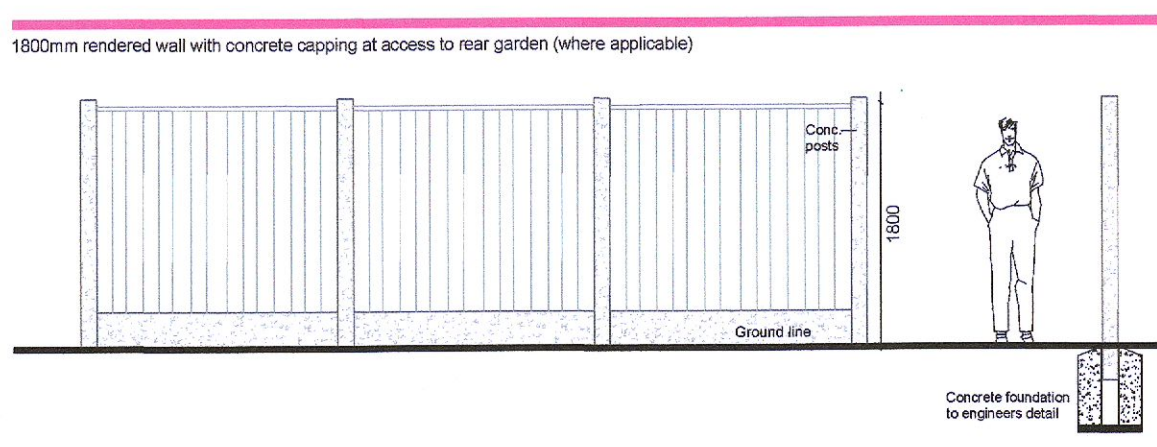 1800mm rendered wall with concrete capping at access to rear garden (where applicable)
Conc.
posts
1800
Ground line
Concrete foundation
to engineers detail